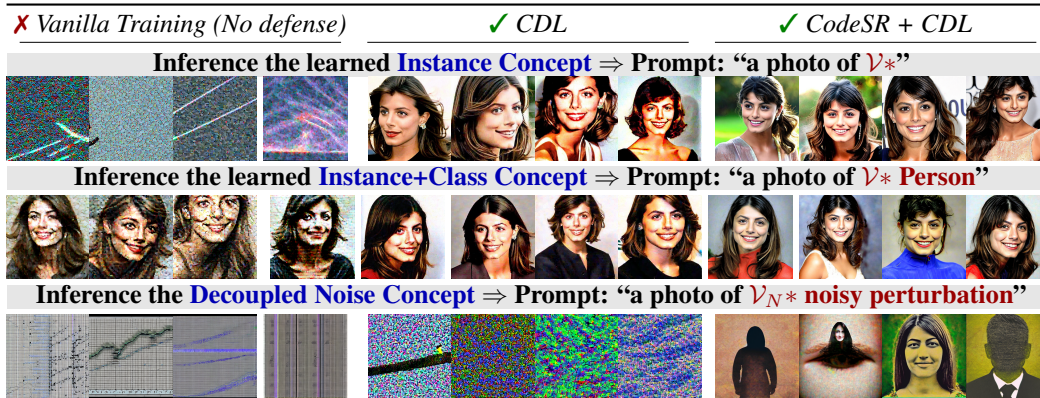 ✗ Vanilla Training (No defense) ✓ CDL ✓ CodeSR + CDL
Inference the learned Instance Concept ⇒ Prompt: “a photo of 𝒱*”
Inference the learned Instance+Class Concept ⇒ Prompt: “a photo of 𝒱* Person”
Inference the Decoupled Noise Concept ⇒ Prompt: “a photo of 𝒱_N* noisy perturbation”